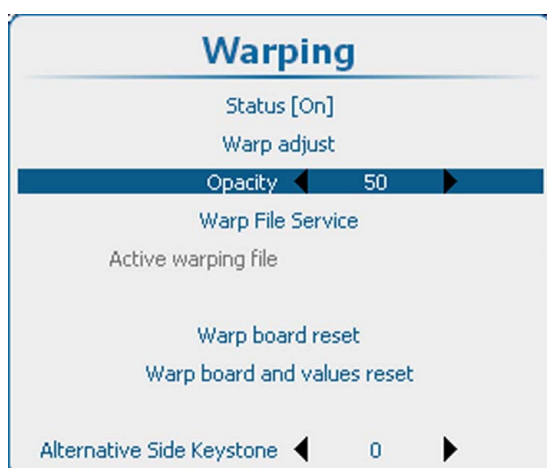 Warping
Status [On]
Warp adjust
Opacity 50
Warp File Service
Active warping file
Warp board reset
Warp board and values reset
Alternative Side Keystone 0